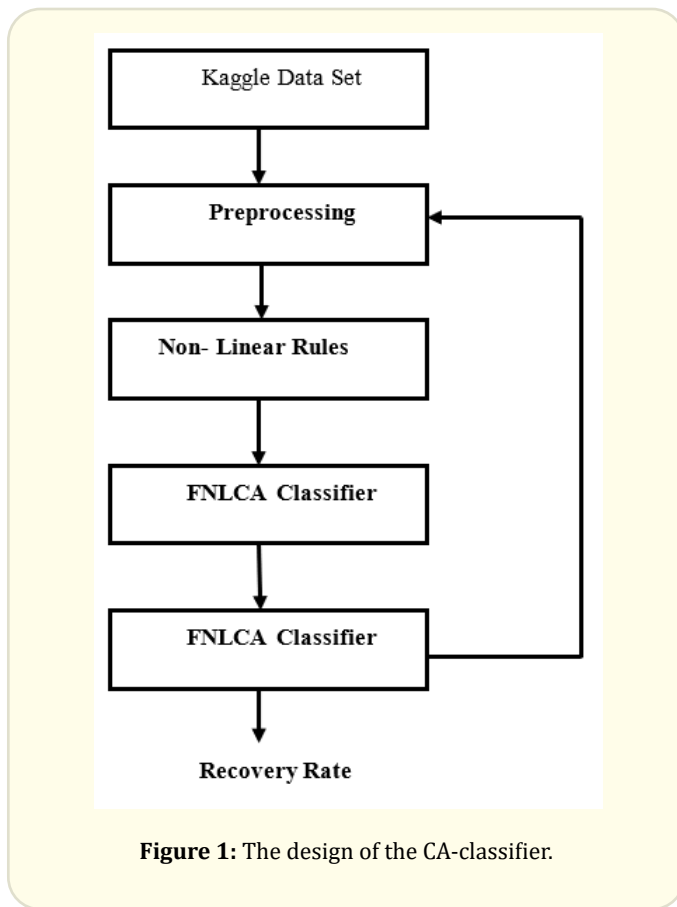 Kaggle Data Set
Preprocessing
Non- Linear Rules
FNLCA Classifier
FNLCA Classifier
Recovery Rate
Figure 1: The design of the CA-classifier.